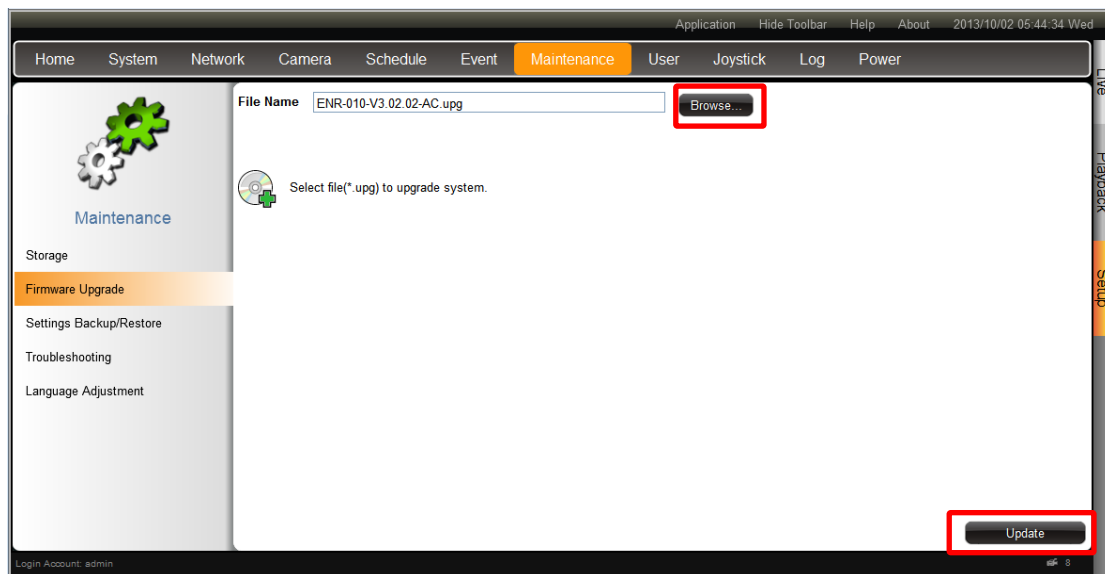 Application Hide Toolbar Help About 2013/10/02 05:44:34 Wed
Home System Network Camera Schedule Event Maintenance User Joystick Log Power
Live
Playback
Setup
File Name ENR-010-V3.02.02-AC.upg Browse...
Select file(*.upg) to upgrade system.
Maintenance
Storage
Firmware Upgrade
Settings Backup/Restore
Troubleshooting
Language Adjustment
Update
Login Account: admin 8